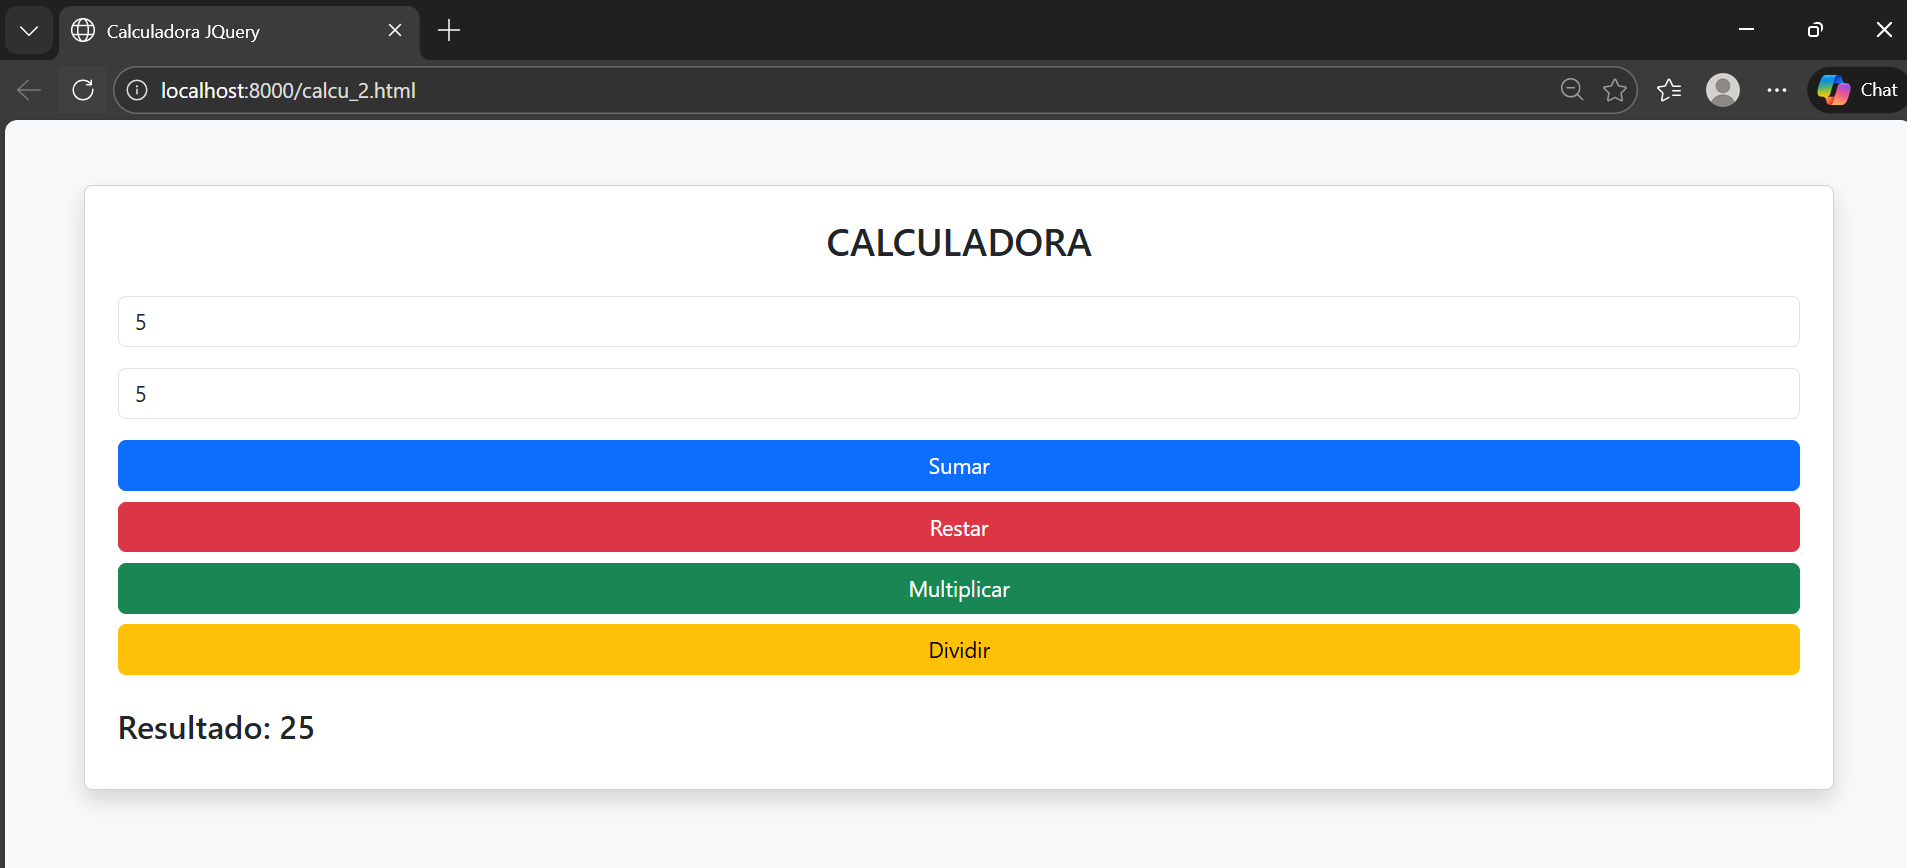 Calculadora JQuery
localhost:8000/calcu_2.html
Chat
CALCULADORA
5
5
Sumar
Restar
Multiplicar
Dividir
Resultado: 25